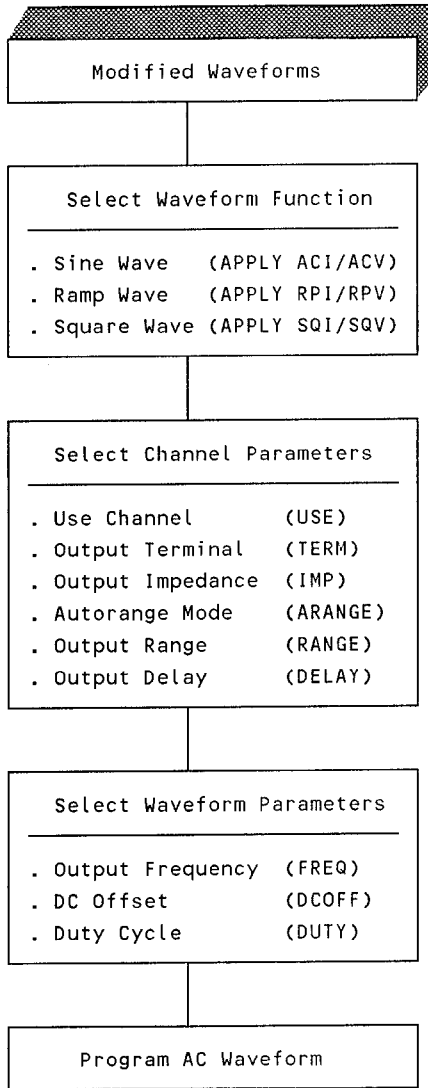 Modified Waveforms
Select Waveform Function
. Sine Wave (APPLY ACI/ACV)
. Ramp Wave (APPLY RPI/RPV)
. Square Wave (APPLY SQI/SQV)
Select Channel Parameters
. Use Channel (USE)
. Output Terminal (TERM)
. Output Impedance (IMP)
. Autorange Mode (ARANGE)
. Output Range (RANGE)
. Output Delay (DELAY)
Select Waveform Parameters
. Output Frequency (FREQ)
. DC Offset (DCOFF)
. Duty Cycle (DUTY)
Program AC Waveform